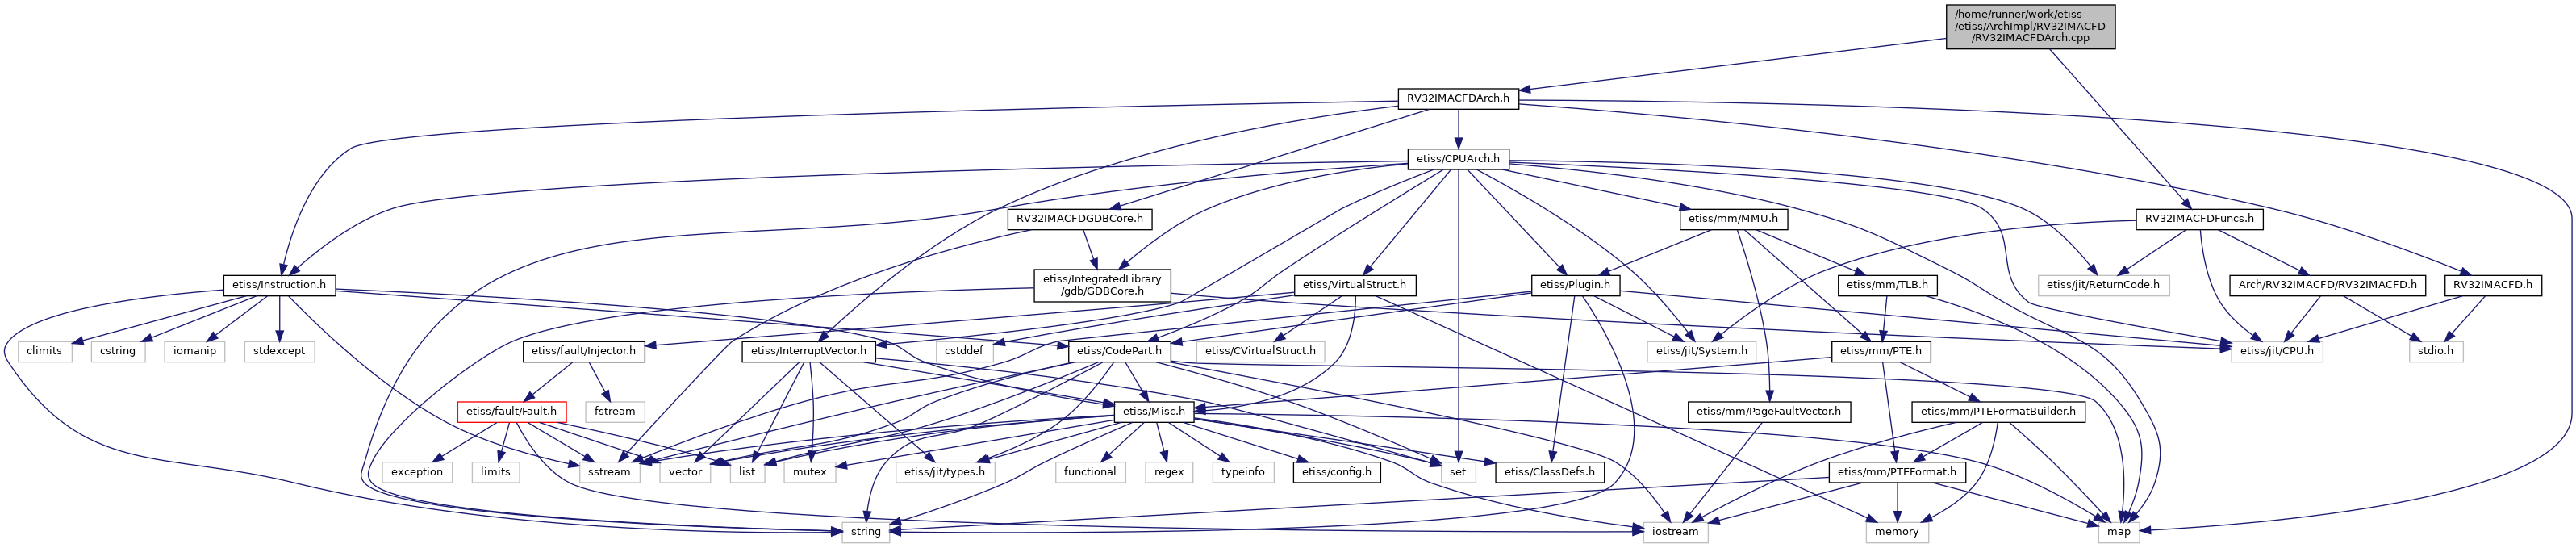 /home/runner/work/etiss
/etiss/ArchImpl/RV32IMACFD
/RV32IMACFDArch.cpp
RV32IMACFDArch.h
etiss/CPUArch.h
RV32IMACFDGDBCore.h
etiss/mm/MMU.h
RV32IMACFDFuncs.h
etiss/Instruction.h
etiss/IntegratedLibrary
/gdb/GDBCore.h
etiss/VirtualStruct.h
etiss/Plugin.h
etiss/mm/TLB.h
etiss/jit/ReturnCode.h
Arch/RV32IMACFD/RV32IMACFD.h
RV32IMACFD.h
climits
cstring
iomanip
stdexcept
etiss/fault/Injector.h
etiss/InterruptVector.h
cstddef
etiss/CodePart.h
etiss/CVirtualStruct.h
etiss/jit/System.h
etiss/mm/PTE.h
etiss/jit/CPU.h
stdio.h
etiss/fault/Fault.h
fstream
etiss/Misc.h
etiss/mm/PageFaultVector.h
etiss/mm/PTEFormatBuilder.h
exception
limits
sstream
vector
list
mutex
etiss/jit/types.h
functional
regex
typeinfo
etiss/config.h
set
etiss/ClassDefs.h
etiss/mm/PTEFormat.h
string
iostream
memory
map